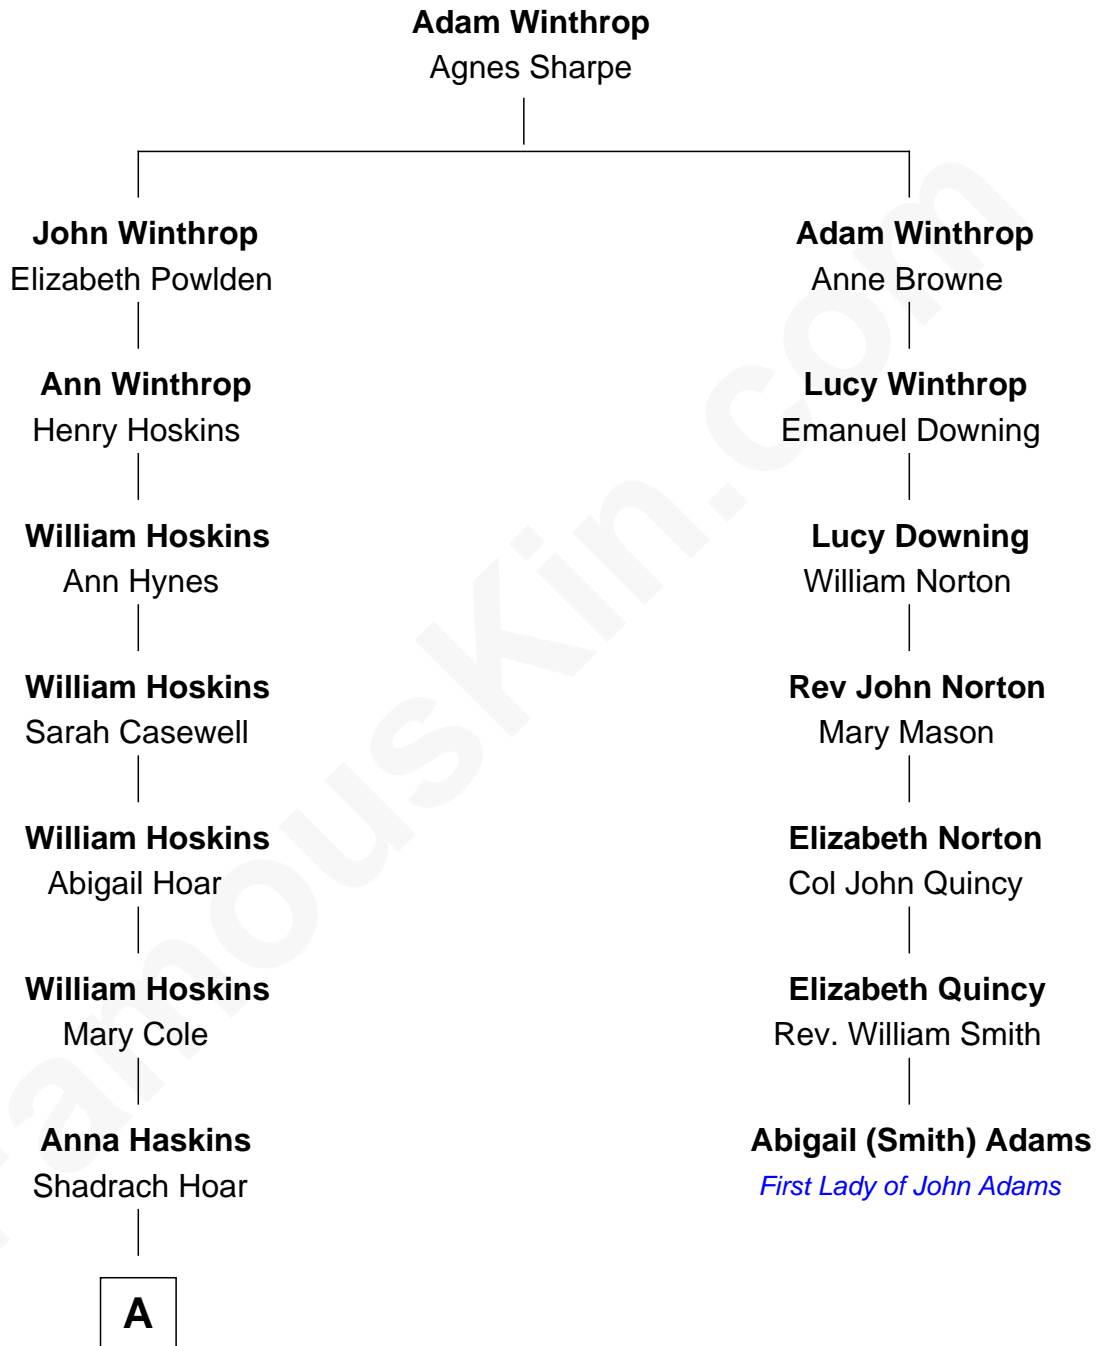 Adam Winthrop
Agnes Sharpe
John Winthrop
Elizabeth Powlden
Adam Winthrop
Anne Browne
Ann Winthrop
Henry Hoskins
Lucy Winthrop
Emanuel Downing
William Hoskins
Ann Hynes
Lucy Downing
William Norton
William Hoskins
Sarah Casewell
Rev John Norton
Mary Mason
William Hoskins
Abigail Hoar
Elizabeth Norton
Col John Quincy
William Hoskins
Mary Cole
Elizabeth Quincy
Rev. William Smith
Anna Haskins
Shadrach Hoar
Abigail (Smith) Adams
First Lady of John Adams
A
FamousKin.com